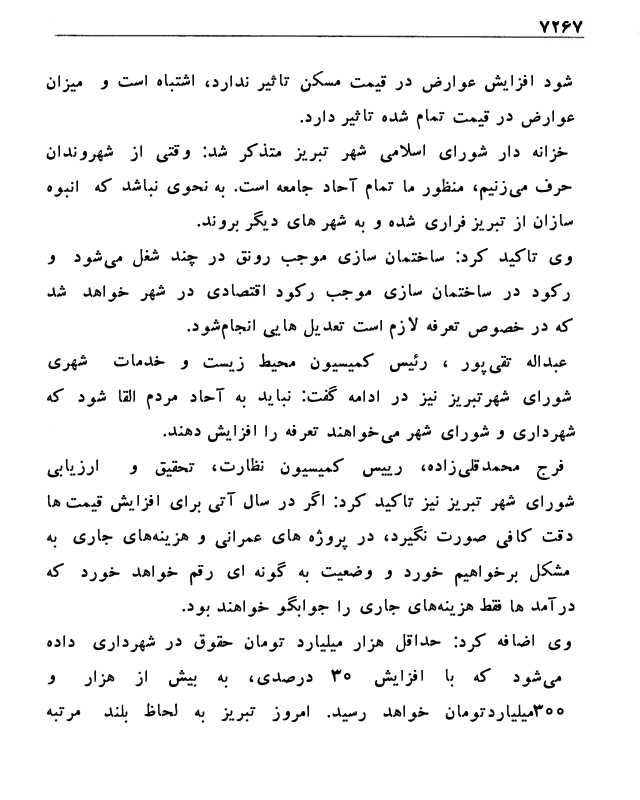 ۷۲۶۷
شود افزایش عوارض در قیمت مسکن تاثیر ندارد، اشتباه است و میزان
عوارض در قیمت تمام شده تاثیر دارد.
خزانه دار شورای اسلامی شهر تبریز متذکر شد: وقتی از شهروندان
حرف می‌زنیم، منظور ما تمام آحاد جامعه است. به نحوی نباشد که انبوه
سازان از تبریز فراری شده و به شهر های دیگر بروند.
وی تاکید کرد: ساختمان سازی موجب رونق در چند شغل می‌شود و
رکود در ساختمان سازی موجب رکود اقتصادی در شهر خواهد شد
که در خصوص تعرفه لازم است تعدیل هایی انجام‌شود.
عبداله تقی‌پور ، رئیس کمیسیون محیط زیست و خدمات شهری
شورای شهرتبریز نیز در ادامه گفت: نباید به آحاد مردم القا شود که
شهرداری و شورای شهر می‌خواهند تعرفه را افزایش دهند.
فرج محمدقلی‌زاده، رییس کمیسیون نظارت، تحقیق و ارزیابی
شورای شهر تبریز نیز تاکید کرد: اگر در سال آتی برای افزایش قیمت ها
دقت کافی صورت نگیرد، در پروژه های عمرانی و هزینه‌های جاری به
مشکل برخواهیم خورد و وضعیت به گونه ای رقم خواهد خورد که
درآمد ها فقط هزینه‌های جاری را جوابگو خواهند بود.
وی اضافه کرد: حداقل هزار میلیارد تومان حقوق در شهرداری داده
می‌شود که با افزایش ۳۰ درصدی، به بیش از هزار و
۳۰۰میلیاردتومان خواهد رسید. امروز تبریز به لحاظ بلند مرتبه